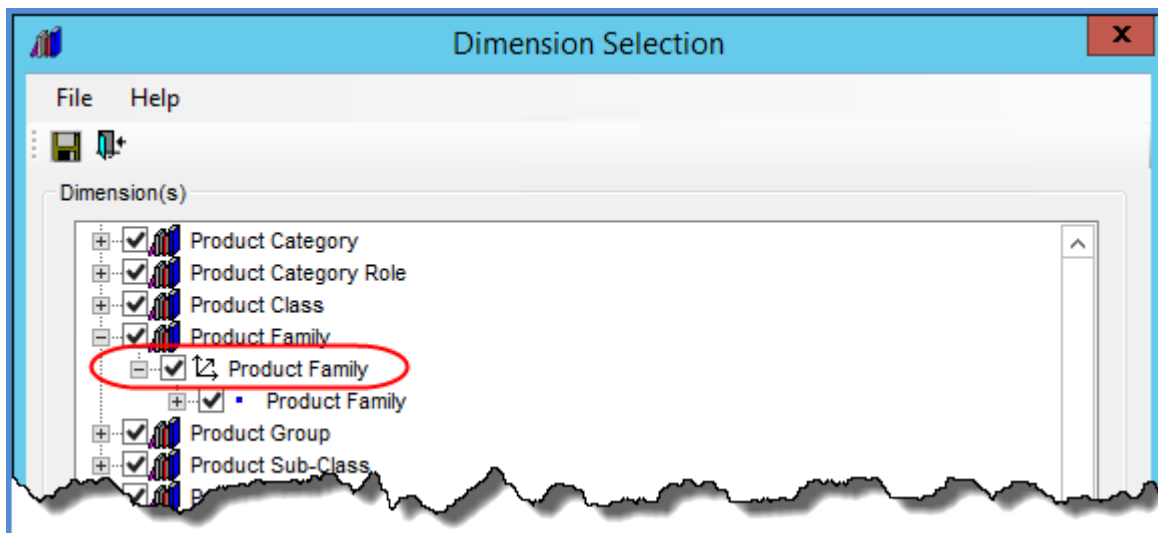 Dimension Selection
x
File Help
Dimension(s)
Product Category
Product Category Role
Product Class
Product Family
Product Family
Product Family
Product Group
Product Sub-Class